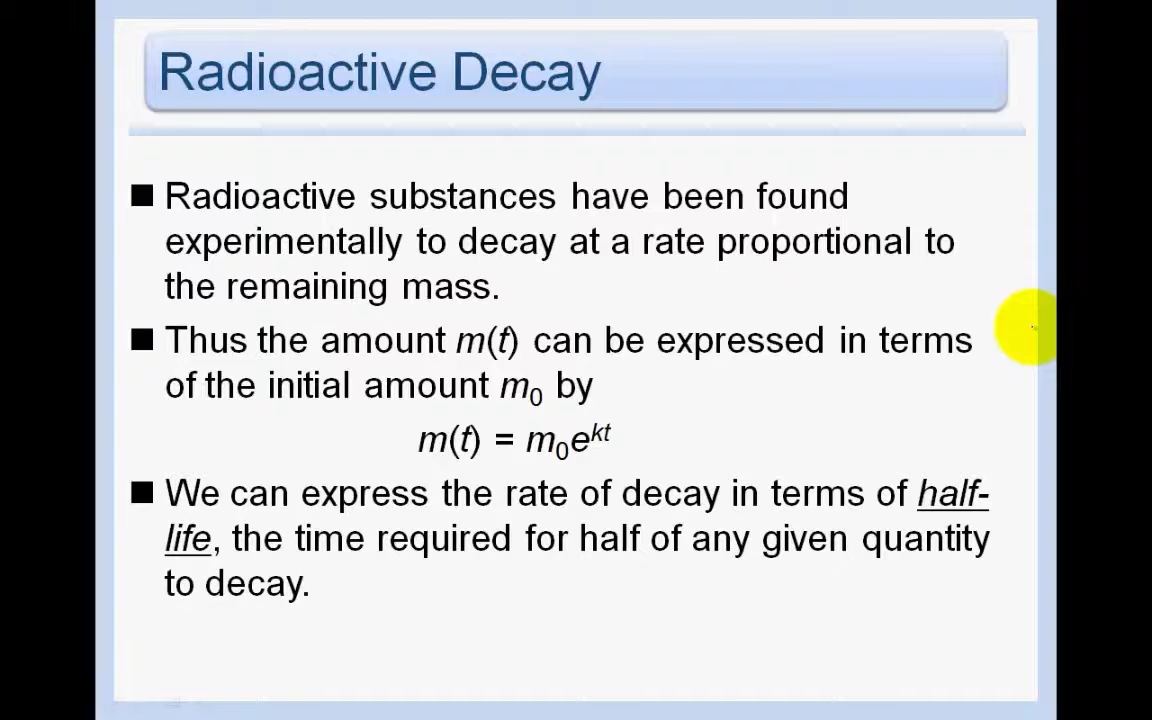 Radioactive Decay
■ Radioactive substances have been found
experimentally to decay at a rate proportional to
the remaining mass.
■ Thus the amount m(t) can be expressed in terms
of the initial amount m₀ by
m(t) = m₀eᵏᵗ
■ We can express the rate of decay in terms of half-
life, the time required for half of any given quantity
to decay.